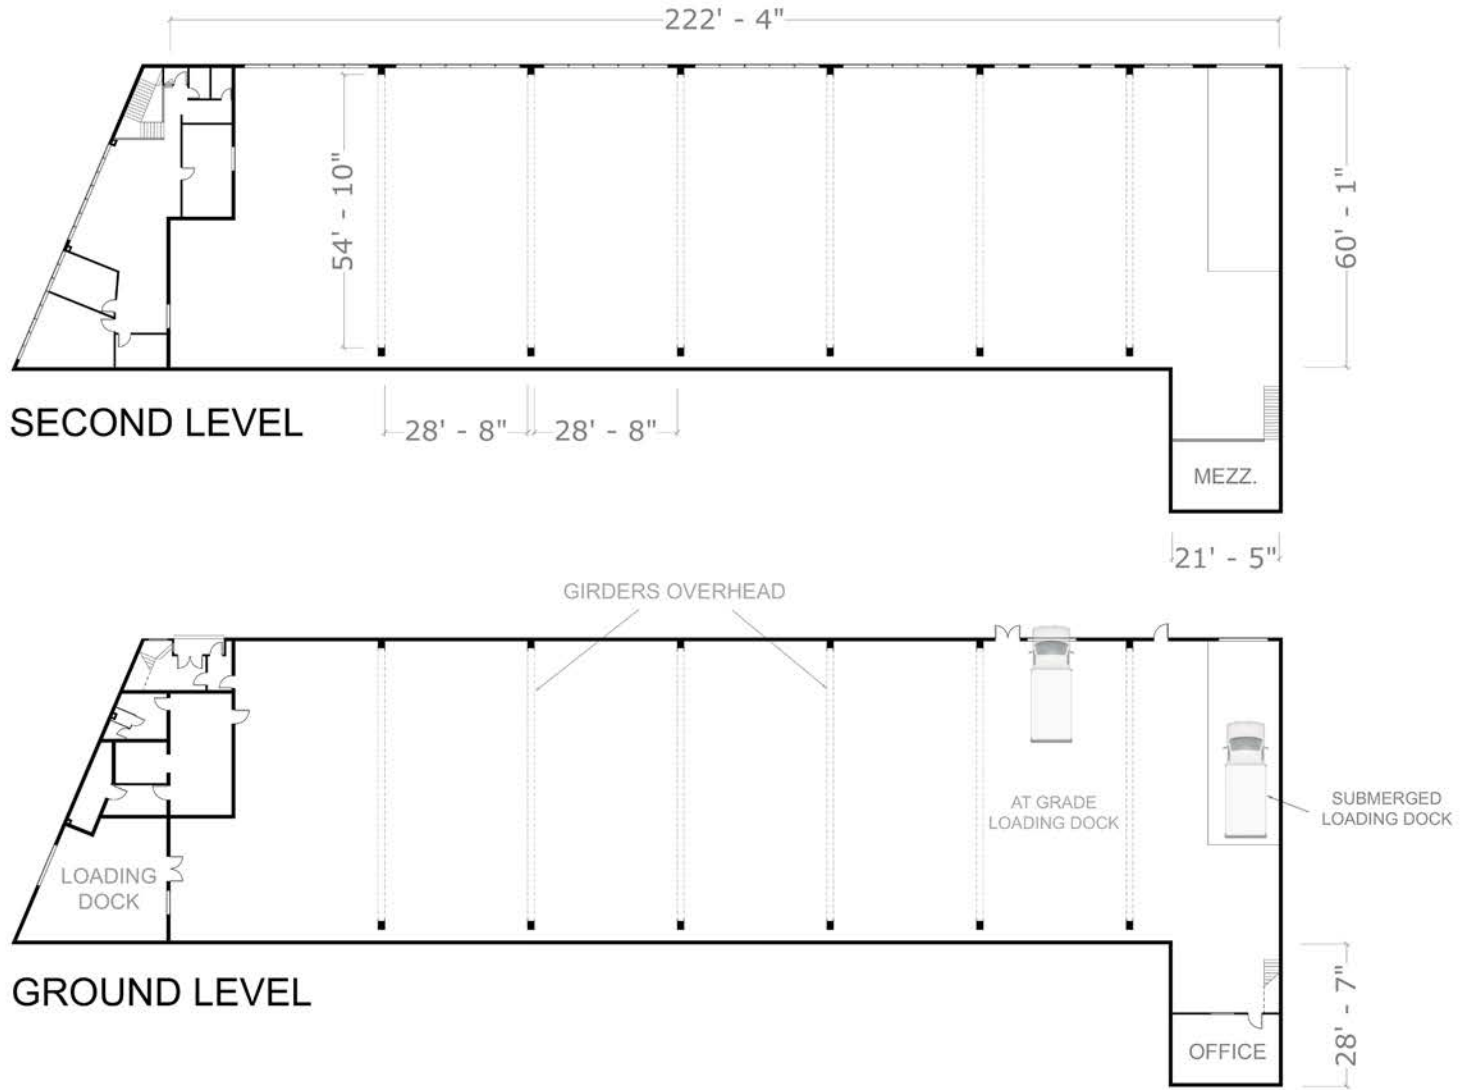 222' - 4"
54' - 10"
60' - 1"
SECOND LEVEL
28' - 8"
28' - 8"
MEZZ.
21' - 5"
GIRDERS OVERHEAD
AT GRADE
LOADING DOCK
SUBMERGED
LOADING DOCK
LOADING
DOCK
GROUND LEVEL
28' - 7"
OFFICE